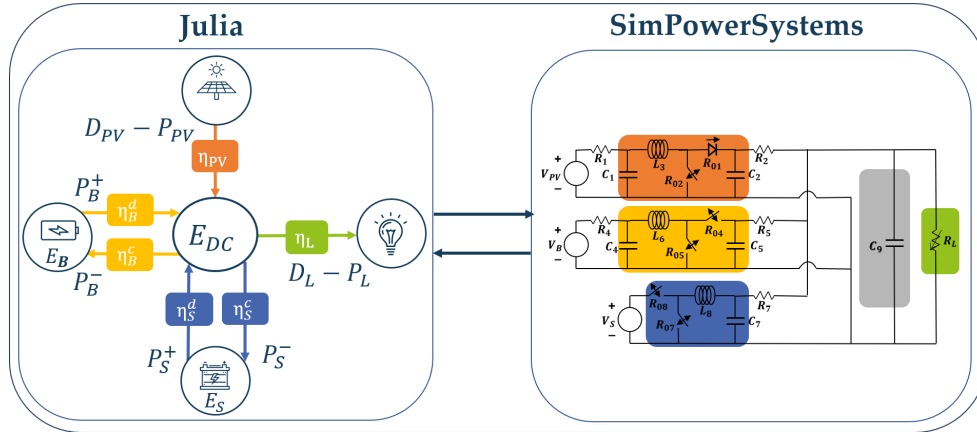 Julia
SimPowerSystems
D_PV − P_PV
η_PV
P_B^+
η_B^d
E_B
E_DC
η_L
η_B^c
P_B^−
D_L − P_L
η_S^d
η_S^c
P_S^+
P_S^−
E_S
+
V_PV
−
R_1
C_1
L_3
R_02
R_01
C_2
R_2
+
V_B
−
R_4
C_4
L_6
R_05
R_04
C_5
R_5
+
V_S
−
R_08
R_07
L_8
C_7
R_7
C_9
R_L